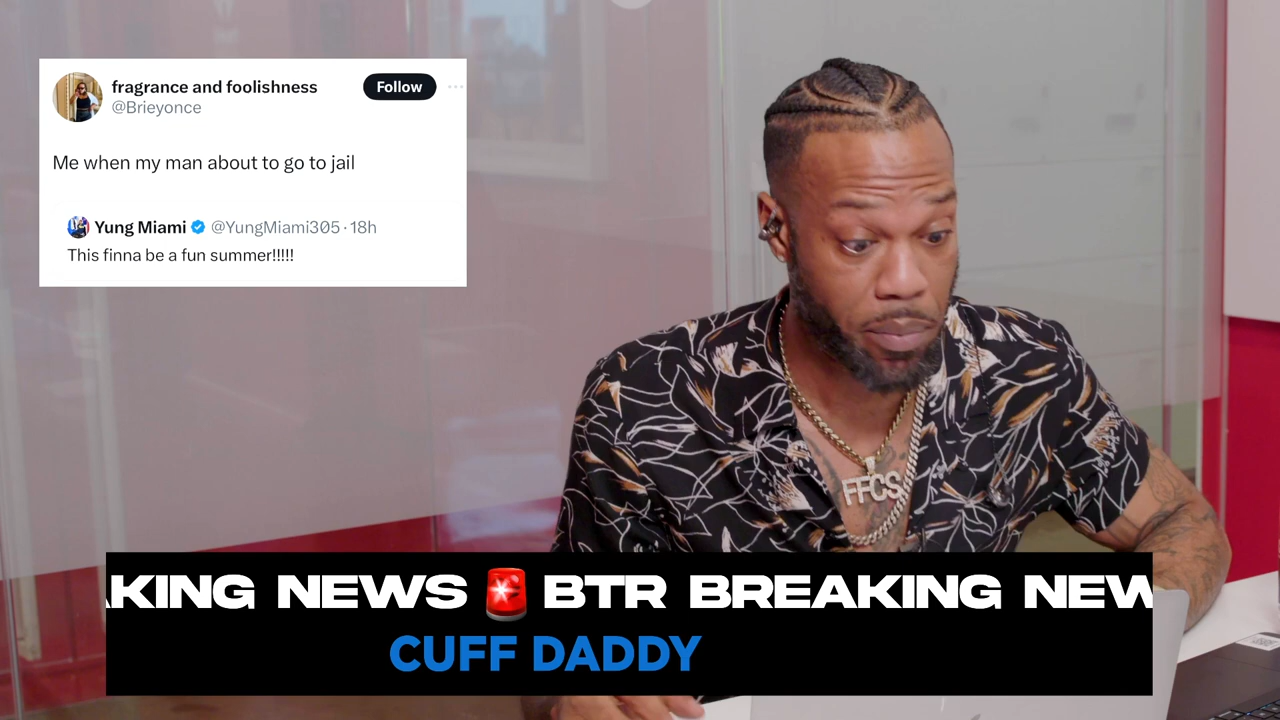 fragrance and foolishness
Follow
@Brieyonce
Me when my man about to go to jail
Yung Miami @YungMiami305 · 18h
This finna be a fun summer!!!!!
FFCS
AKING NEWS🚨BTR BREAKING NEW
CUFF DADDY